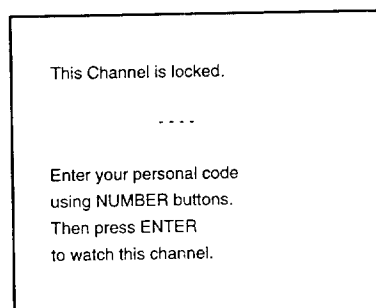 This Channel is locked.
- - - -
Enter your personal code
using NUMBER buttons.
Then press ENTER
to watch this channel.